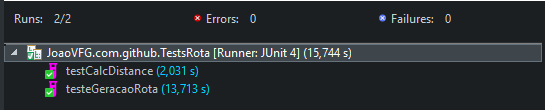 Runs: 2/2 Errors: 0 Failures: 0
JoaoVFG.com.github.TestsRota [Runner: JUnit 4] (15,744 s)
testCalcDistance (2,031 s)
testeGeracaoRota (13,713 s)